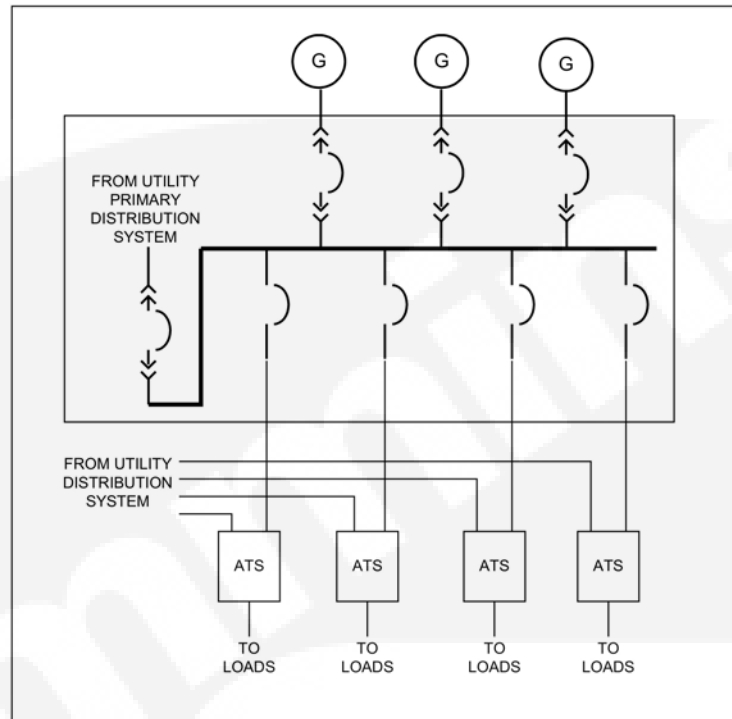 G
G
G
FROM UTILITY
PRIMARY
DISTRIBUTION
SYSTEM
FROM UTILITY
DISTRIBUTION
SYSTEM
ATS
ATS
ATS
ATS
TO
LOADS
TO
LOADS
TO
LOADS
TO
LOADS